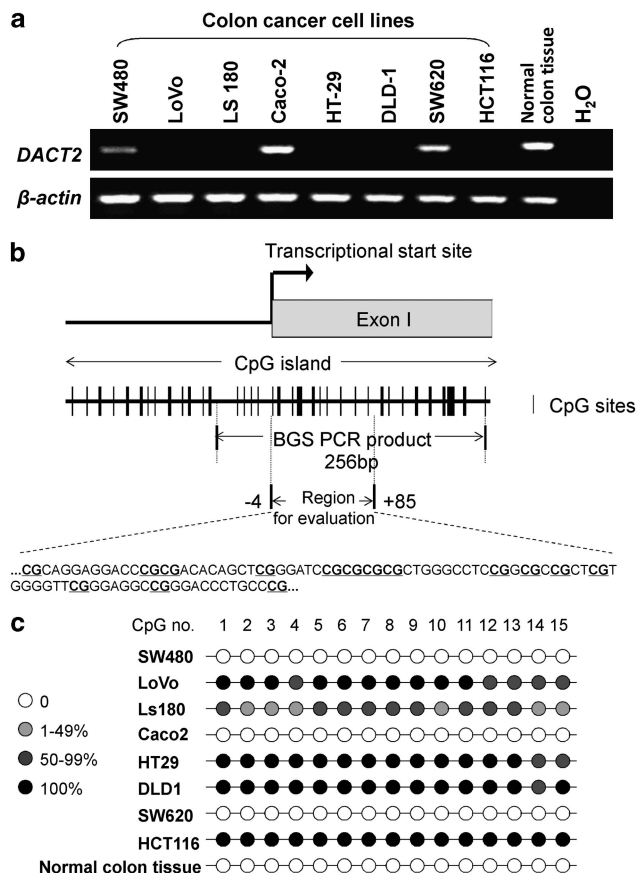 a
Colon cancer cell lines
SW480
LoVo
LS 180
Caco-2
HT-29
DLD-1
SW620
HCT116
Normal
colon tissue
H2O
DACT2
β-actin
b
Transcriptional start site
Exon I
CpG island
CpG sites
BGS PCR product
256bp
-4 Region +85
for evaluation
...CGCAGGAGGACCCGCGACACAGCTCGGGATCCGCGCGCGCTGGGCCTCCGGCGCCGCTCGT
GGGGTTCGGGAGGCCGGGACCCTGCCCG...
c
CpG no. 1 2 3 4 5 6 7 8 9 10 11 12 13 14 15
SW480
LoVo
Ls180
Caco2
HT29
DLD1
SW620
HCT116
Normal colon tissue
0
1-49%
50-99%
100%